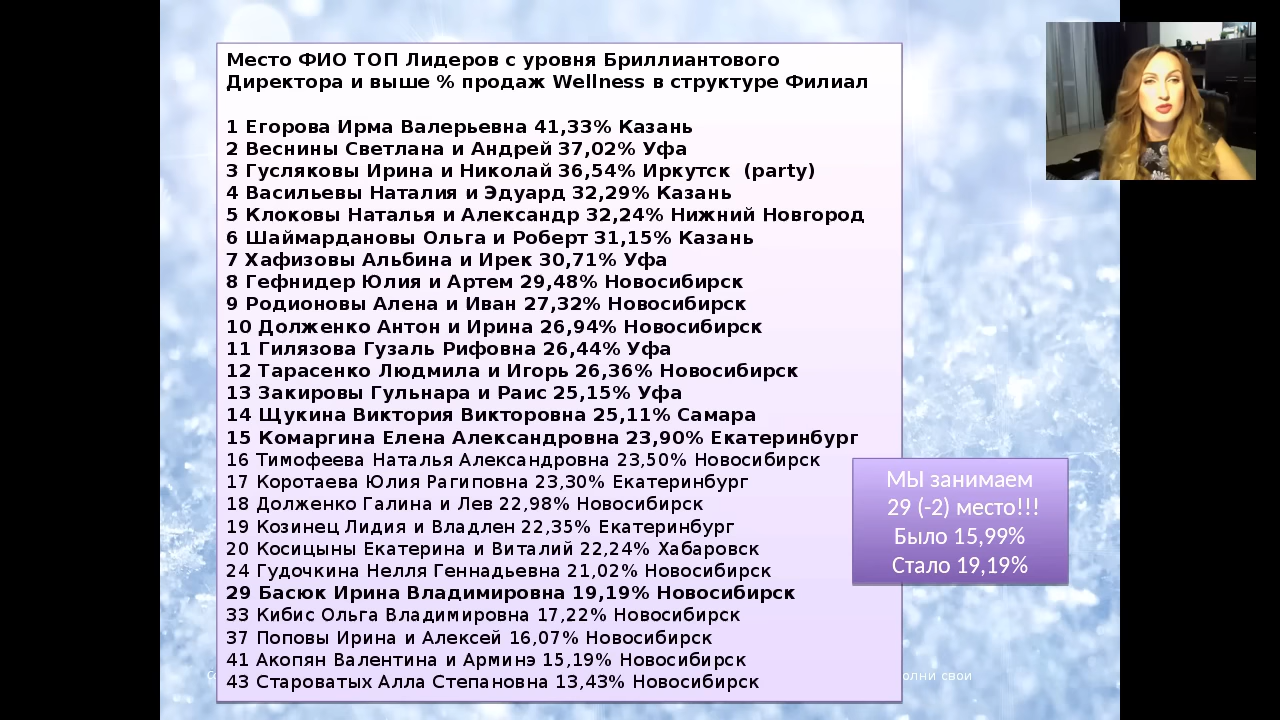 Место ФИО ТОП Лидеров с уровня Бриллиантового
Директора и выше % продаж Wellness в структуре Филиал
1 Егорова Ирма Валерьевна 41,33% Казань
2 Веснины Светлана и Андрей 37,02% Уфа
3 Гусляковы Ирина и Николай 36,54% Иркутск (party)
4 Васильевы Наталия и Эдуард 32,29% Казань
5 Клоковы Наталья и Александр 32,24% Нижний Новгород
6 Шаймардановы Ольга и Роберт 31,15% Казань
7 Хафизовы Альбина и Ирек 30,71% Уфа
8 Гефнидер Юлия и Артем 29,48% Новосибирск
9 Родионовы Алена и Иван 27,32% Новосибирск
10 Долженко Антон и Ирина 26,94% Новосибирск
11 Гилязова Гузаль Рифовна 26,44% Уфа
12 Тарасенко Людмила и Игорь 26,36% Новосибирск
13 Закировы Гульнара и Раис 25,15% Уфа
14 Щукина Виктория Викторовна 25,11% Самара
15 Комаргина Елена Александровна 23,90% Екатеринбург
16 Тимофеева Наталья Александровна 23,50% Новосибирск
17 Коротаева Юлия Рагиповна 23,30% Екатеринбург
18 Долженко Галина и Лев 22,98% Новосибирск
19 Козинец Лидия и Владлен 22,35% Екатеринбург
20 Косицыны Екатерина и Виталий 22,24% Хабаровск
24 Гудочкина Нелля Геннадьевна 21,02% Новосибирск
29 Басюк Ирина Владимировна 19,19% Новосибирск
33 Кибис Ольга Владимировна 17,22% Новосибирск
37 Поповы Ирина и Алексей 16,07% Новосибирск
41 Акопян Валентина и Арминэ 15,19% Новосибирск
43 Староватых Алла Степановна 13,43% Новосибирск
МЫ занимаем
29 (-2) место!!!
Было 15,99%
Стало 19,19%
свои